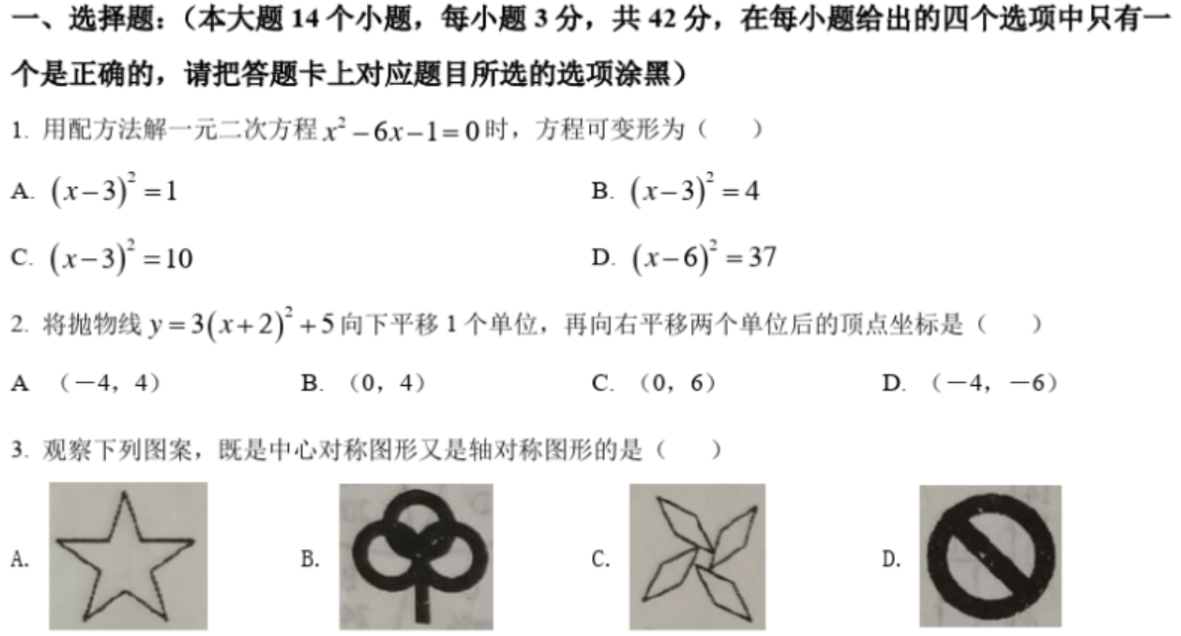 一、选择题：（本大题 14 个小题，每小题 3 分，共 42 分，在每小题给出的四个选项中只有一
个是正确的，请把答题卡上对应题目所选的选项涂黑）
1. 用配方法解一元二次方程 x² − 6x − 1 = 0 时，方程可变形为（　　）
A. (x − 3)² = 1　　B. (x − 3)² = 4
C. (x − 3)² = 10　　D. (x − 6)² = 37
2. 将抛物线 y = 3(x + 2)² + 5 向下平移 1 个单位，再向右平移两个单位后的顶点坐标是（　　）
A （－4，4）　　B. （0，4）　　C. （0，6）　　D. （－4，－6）
3. 观察下列图案，既是中心对称图形又是轴对称图形的是（　　）
A.　　B.　　C.　　D.